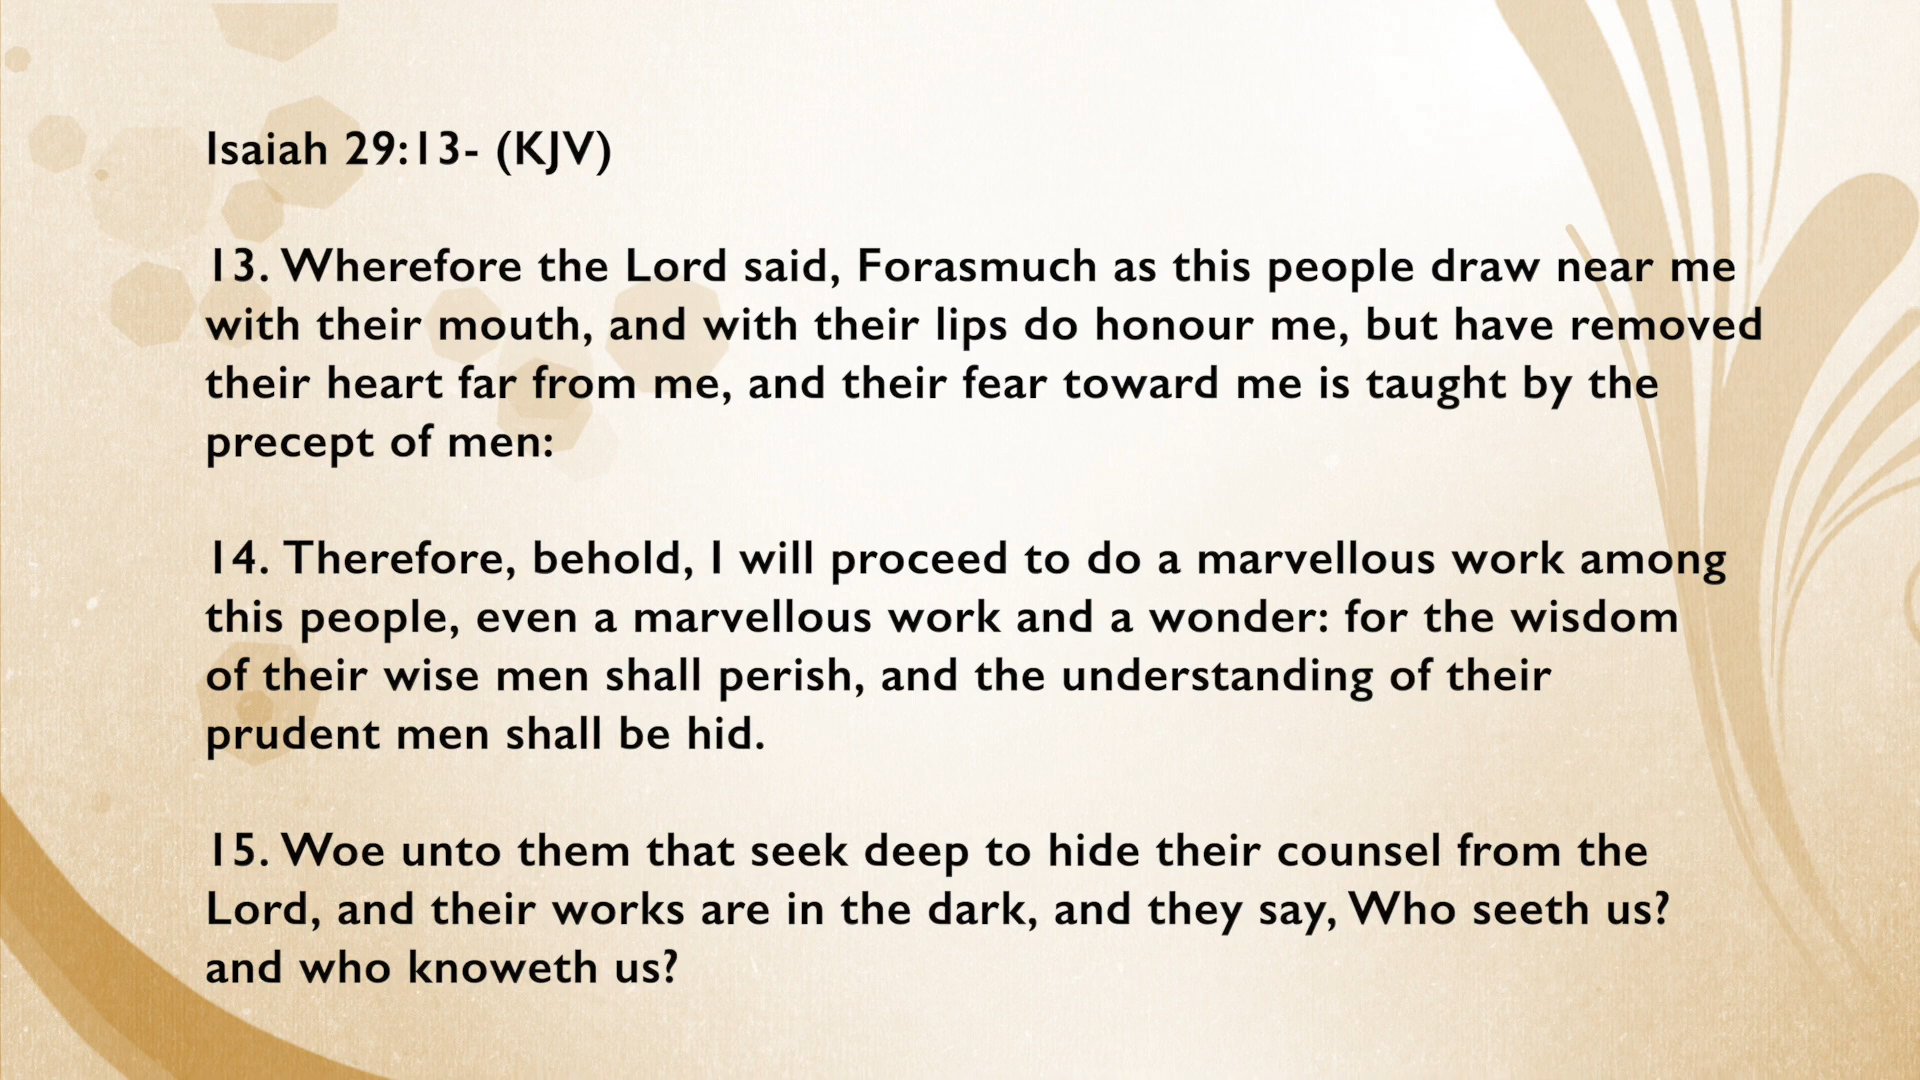 Isaiah 29:13- (KJV)
13. Wherefore the Lord said, Forasmuch as this people draw near me
with their mouth, and with their lips do honour me, but have removed
their heart far from me, and their fear toward me is taught by the
precept of men:
14. Therefore, behold, I will proceed to do a marvellous work among
this people, even a marvellous work and a wonder: for the wisdom
of their wise men shall perish, and the understanding of their
prudent men shall be hid.
15. Woe unto them that seek deep to hide their counsel from the
Lord, and their works are in the dark, and they say, Who seeth us?
and who knoweth us?